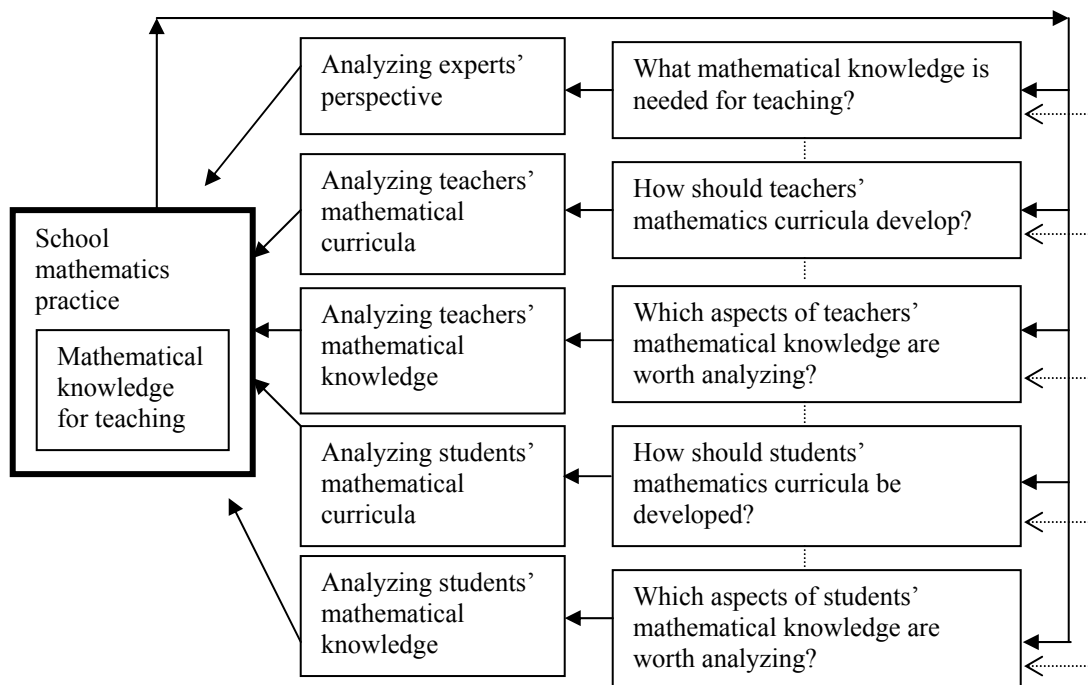 Analyzing experts’
perspective
What mathematical knowledge is
needed for teaching?
Analyzing teachers’
mathematical
curricula
How should teachers’
mathematics curricula develop?
School
mathematics
practice
Mathematical
knowledge
for teaching
Analyzing teachers’
mathematical
knowledge
Which aspects of teachers’
mathematical knowledge are
worth analyzing?
Analyzing students’
mathematical
curricula
How should students’
mathematics curricula be
developed?
Analyzing students’
mathematical
knowledge
Which aspects of students’
mathematical knowledge are
worth analyzing?